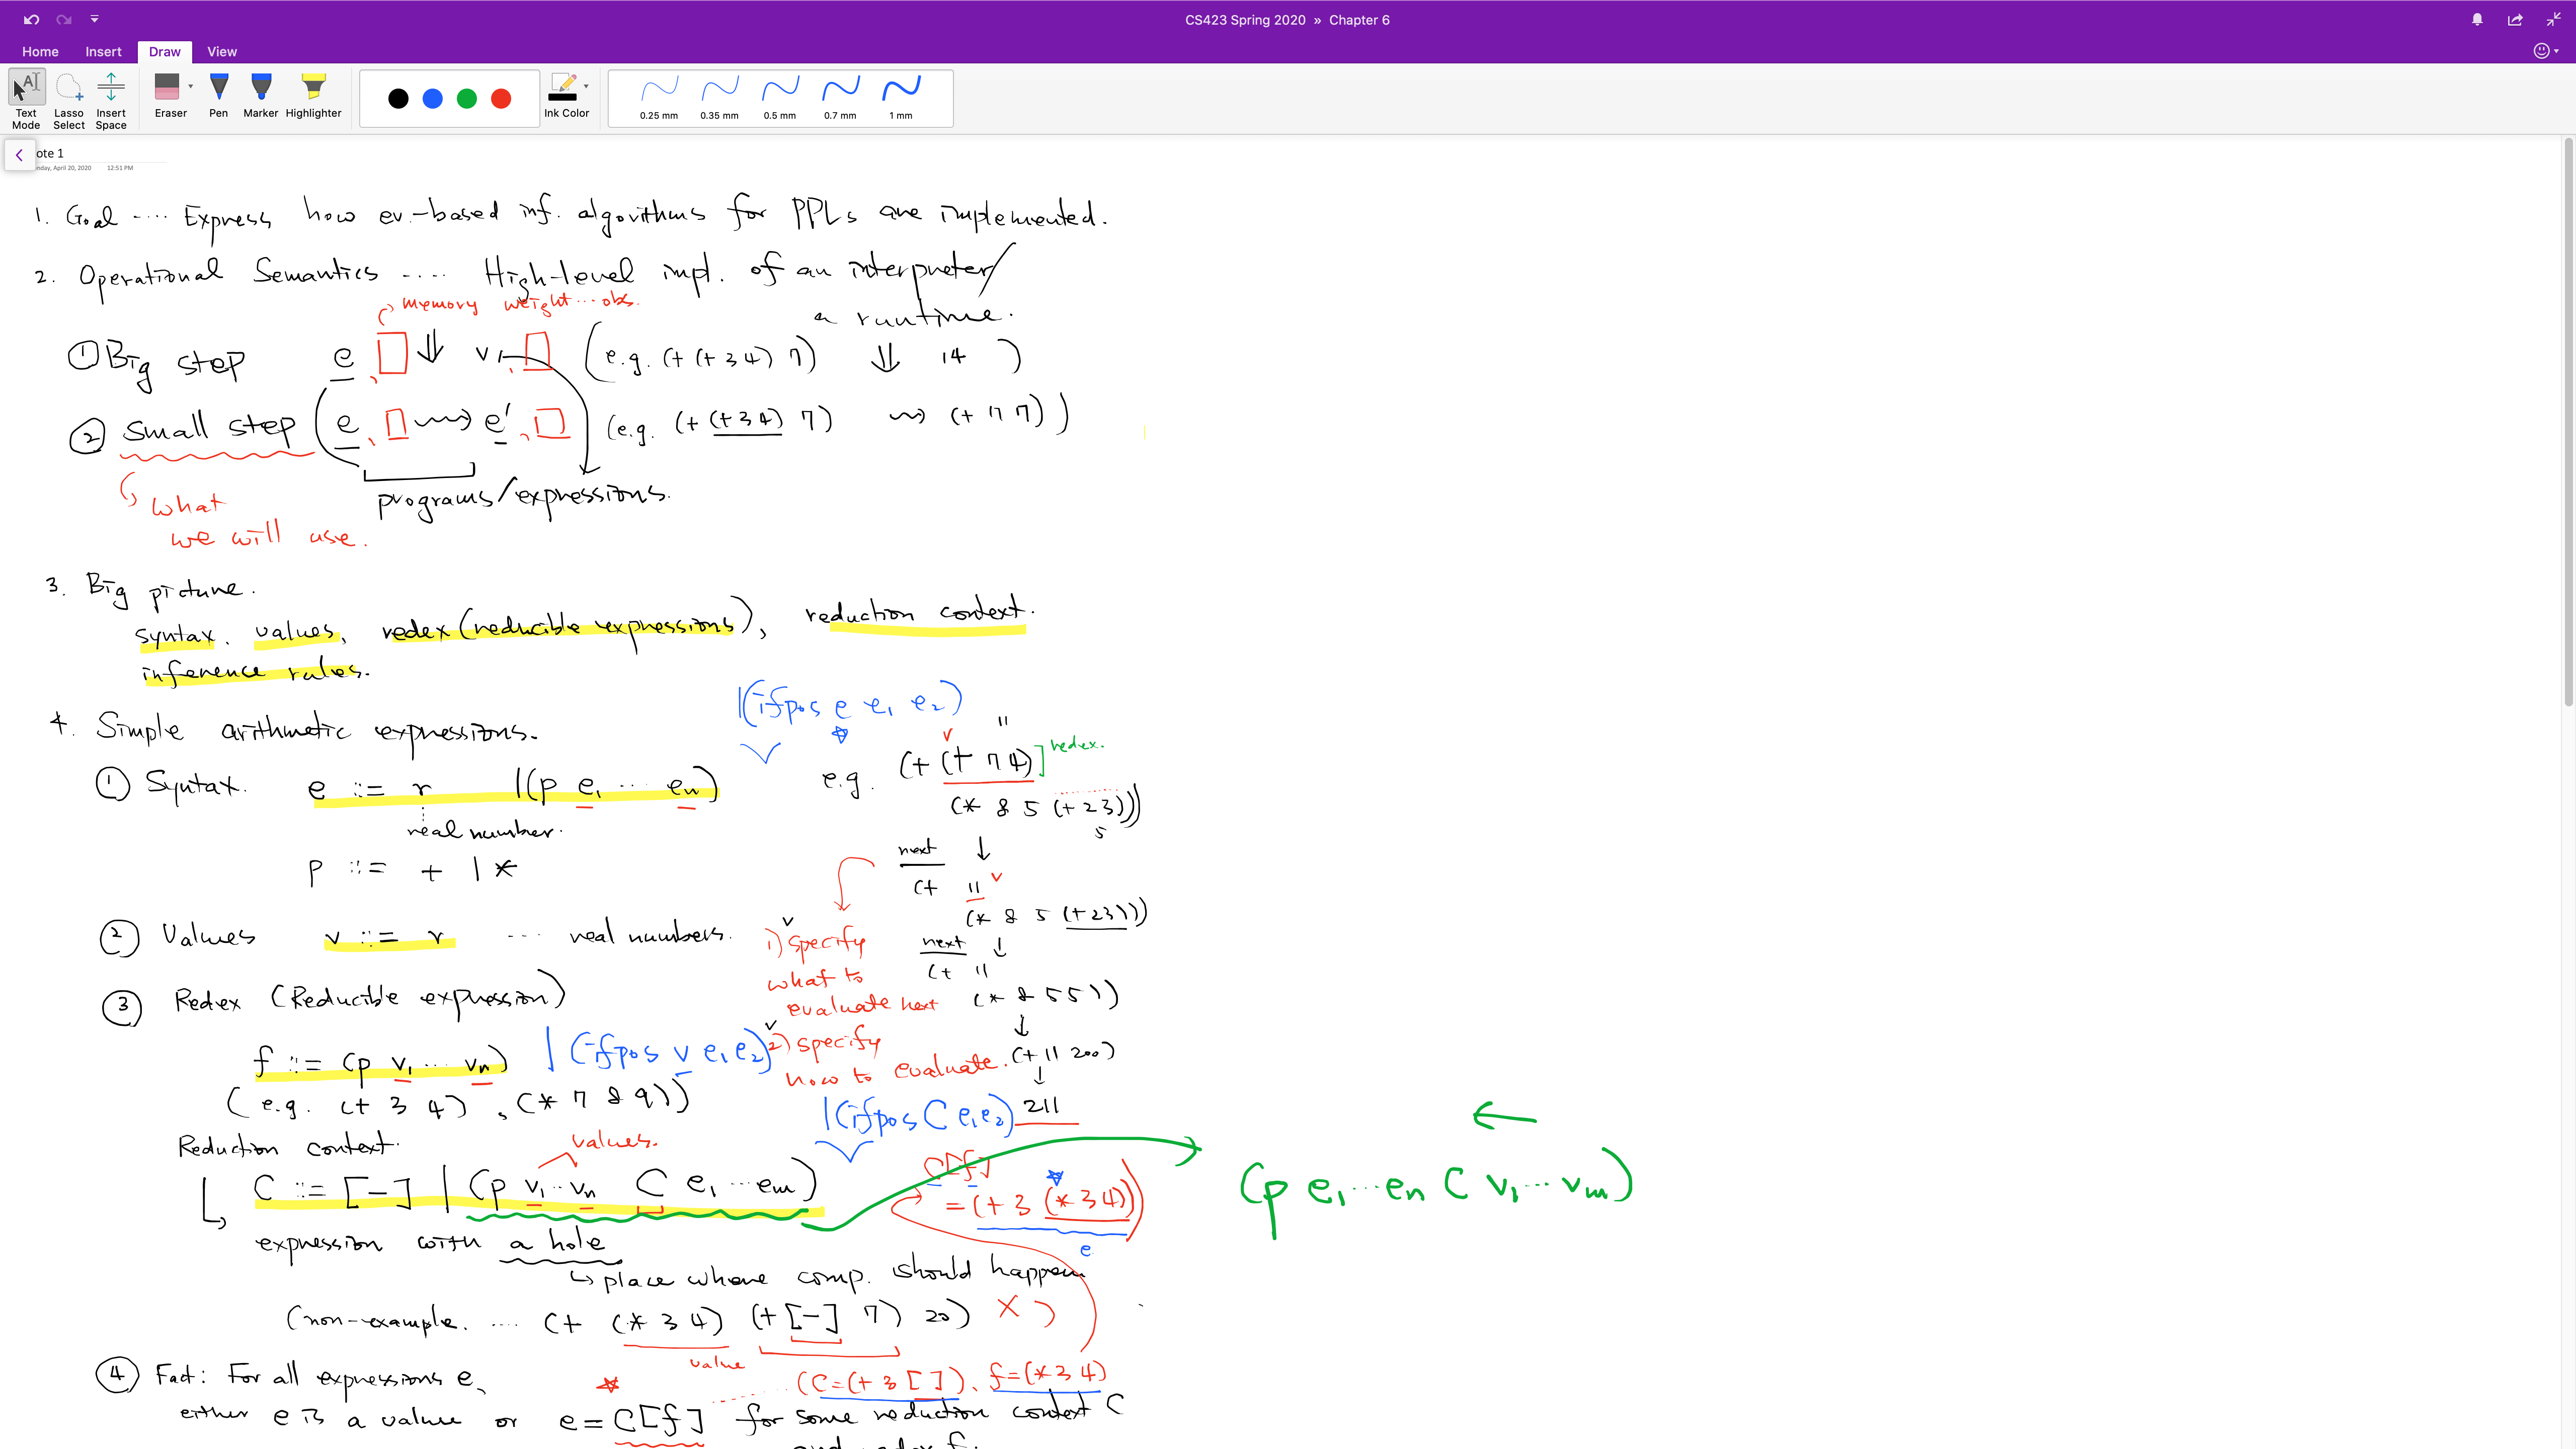 CS423 Spring 2020 » Chapter 6
Home Insert Draw View
Text Mode
Lasso Select
Insert Space
Eraser
Pen
Marker
Highlighter
Ink Color
0.25 mm 0.35 mm 0.5 mm 0.7 mm 1 mm
ote 1
nday, April 20, 2020 12:51 PM
1. Goal ···· Express how ev.-based inf. algorithms for PPLs are implemented.
2. Operational Semantics ···· High-level impl. of an interpreter/
a runtime.
memory weight ··· obs.
① Big step e, □ ⇓ v, □ (e.g. (+ (+ 3 4) 7) ⇓ 14 )
② small step (e, □ ⇝ e', □ (e.g. (+ (+ 3 4) 7) ⇝ (+ 7 7) )
programs/expressions.
what
we will use.
3. Big picture.
syntax, values, redex (reducible expressions), reduction context.
inference rules.
4. Simple arithmetic expressions.
|(ifpos e e₁ e₂)
① Syntax. e ::= r |(p e₁ ··· eₙ)
real number.
p ::= + | *
e.g. (+ (+ 7 4) redex.
11
(* 8 5 (+ 2 3)))
5
next ↓
(+ 11
(* 8 5 (+ 2 3)))
next ↓
(+ 11
(* 8 5 5))
↓
(+ 11 200)
↓
211
② Values v ::= r ··· real numbers.
1) specify
what to
evaluate next
2) specify
how to evaluate.
③ Redex (Reducible expression)
f ::= (p v₁ ··· vₙ) | (ifpos v e₁ e₂)
(e.g. (+ 3 4), (* 7 8 9))
Reduction context.
values.
|(ifpos C e₁ e₂)
C ::= [-] | (p v₁ ·· vₙ C e₁ ··· eₘ)
(p e₁ ··· eₙ C v₁ ··· vₘ)
C[f]
= (+ 3 (* 3 4))
e
expression with a hole
↳ place where comp. should happen
(non-example. ···· (+ (* 3 4) (+ [-] 7) 20) X )
value
(C=(+ 3 [ ]), f=(* 3 4)
④ Fact: For all expressions e,
either e is a value or e = C[f] for some reduction context C
and redex f.